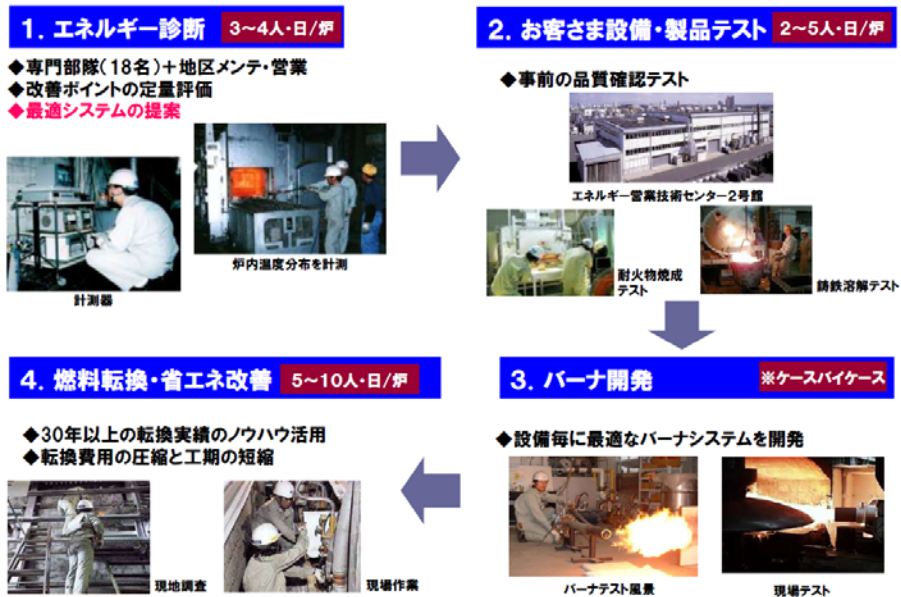 1. エネルギー診断 3～4人・日/炉
◆専門部隊(18名)＋地区メンテ・営業
◆改善ポイントの定量評価
◆最適システムの提案
計測器
炉内温度分布を計測
2. お客さま設備・製品テスト 2～5人・日/炉
◆事前の品質確認テスト
エネルギー営業技術センター2号館
耐火物焼成
テスト
鋳鉄溶解テスト
3. バーナ開発 ※ケースバイケース
◆設備毎に最適なバーナシステムを開発
バーナテスト風景
現場テスト
4. 燃料転換・省エネ改善 5～10人・日/炉
◆30年以上の転換実績のノウハウ活用
◆転換費用の圧縮と工期の短縮
現地調査
現場作業